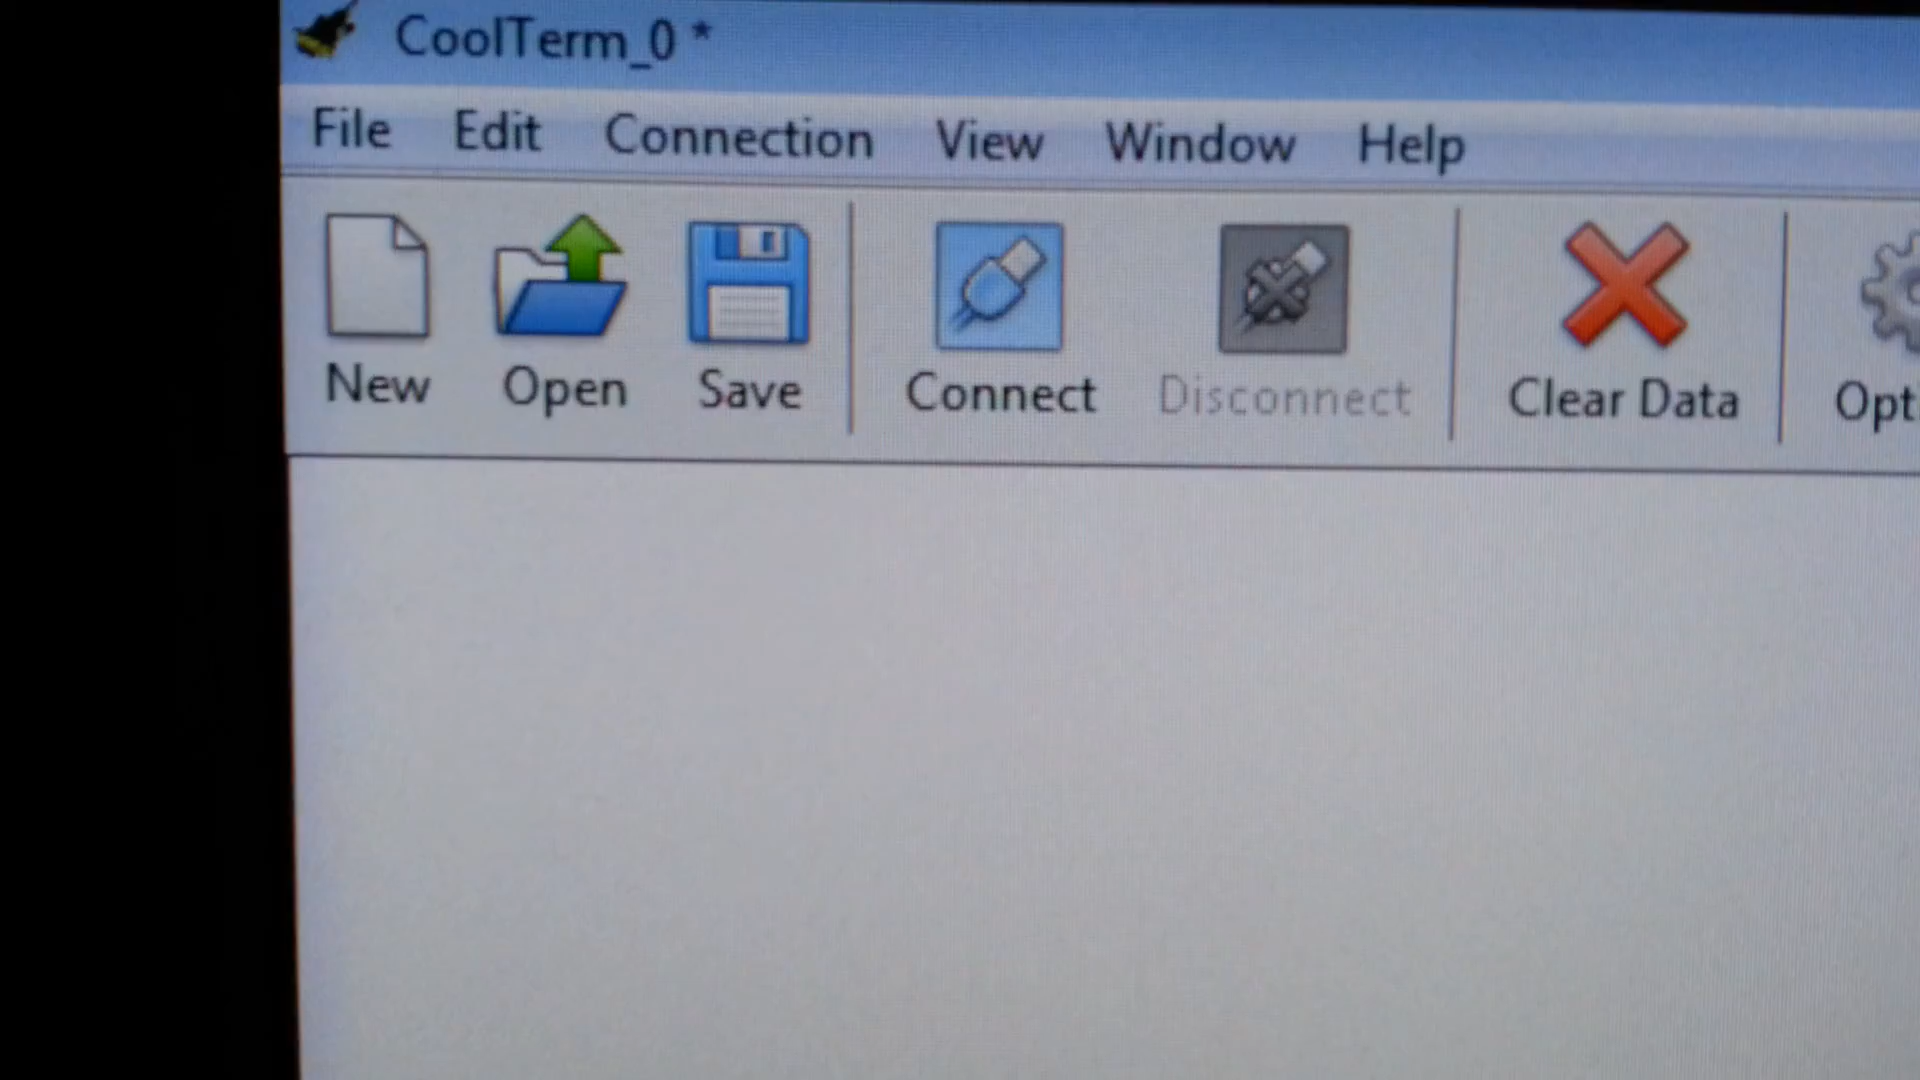 CoolTerm_0 *
File Edit Connection View Window Help
New Open Save Connect Disconnect Clear Data Opt